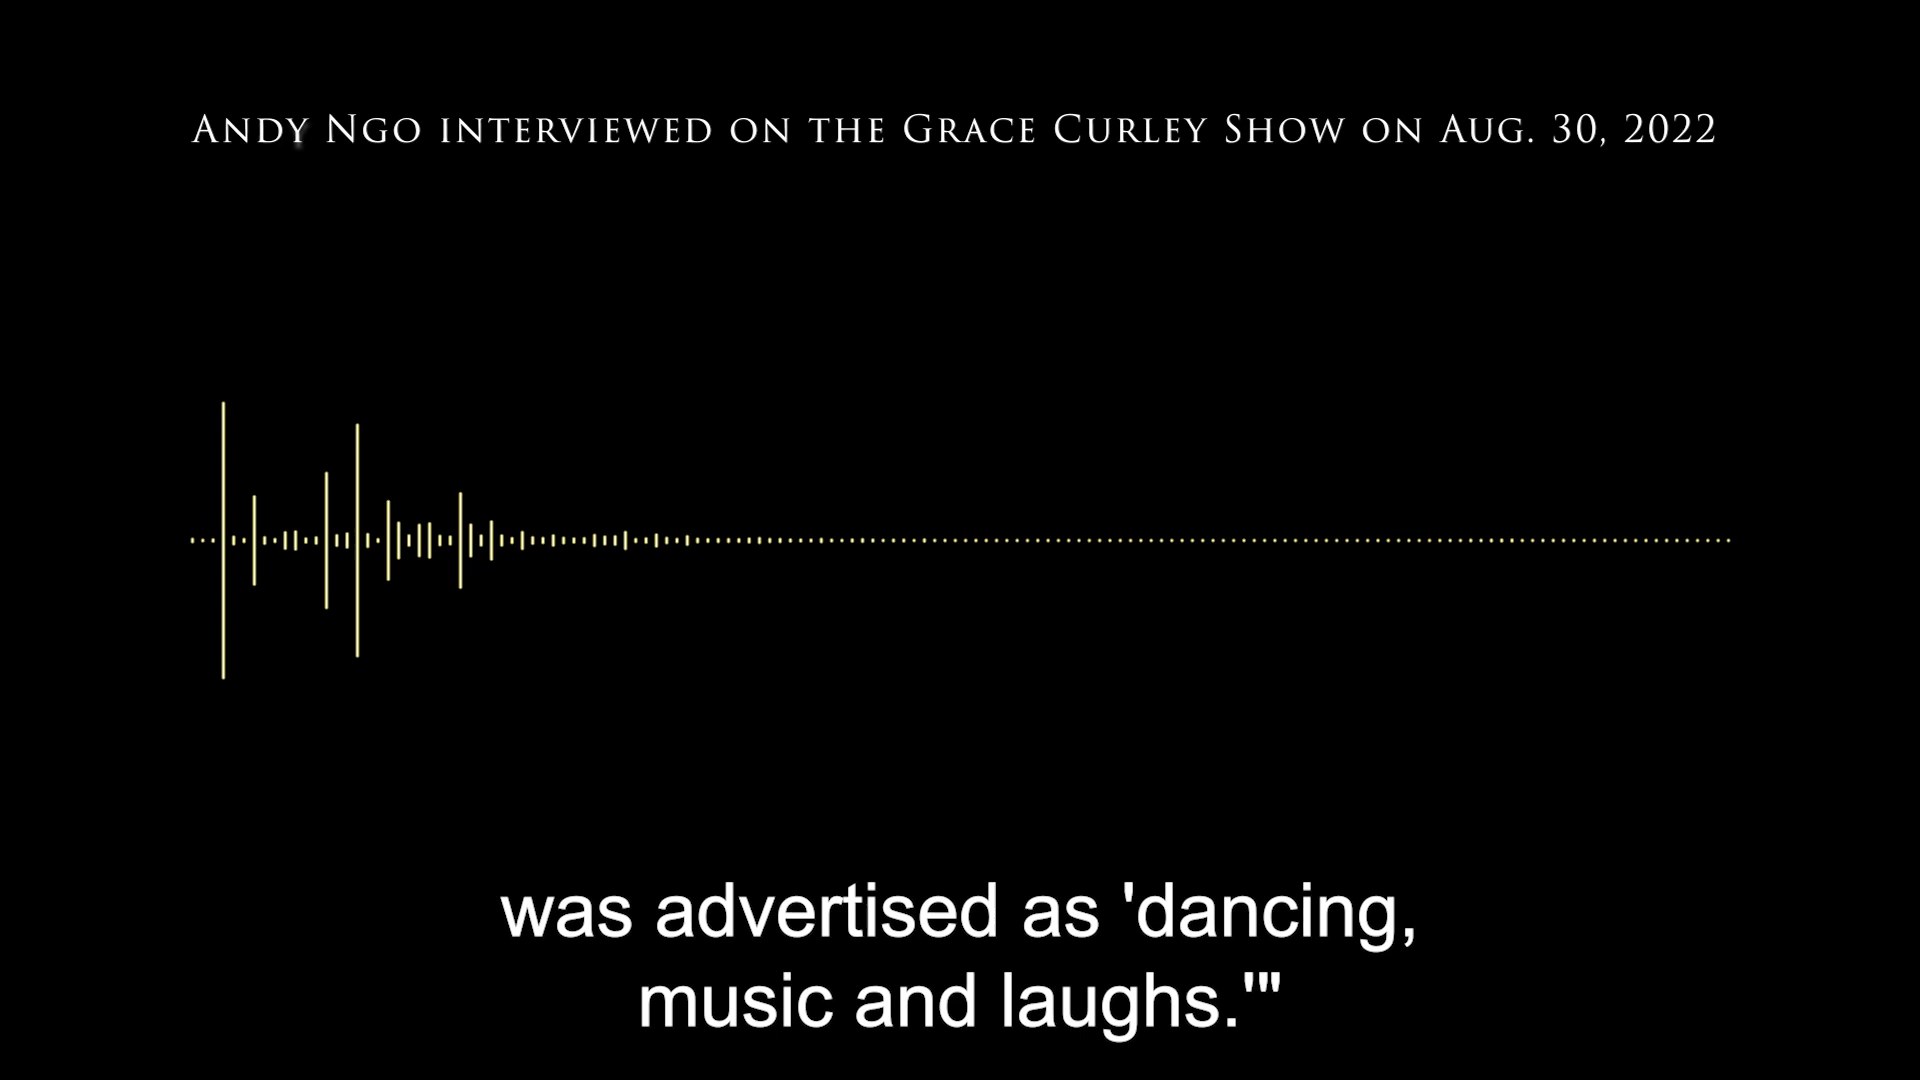 Andy Ngo interviewed on the Grace Curley Show on Aug. 30, 2022
was advertised as 'dancing,
music and laughs.'"